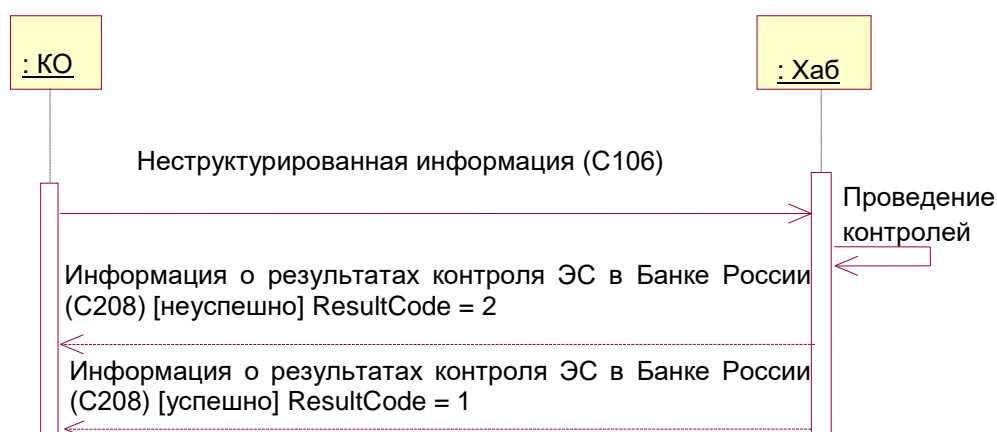 : КО
: Хаб
Неструктурированная информация (C106)
Проведение
контролей
Информация о результатах контроля ЭС в Банке России
(C208) [неуспешно] ResultCode = 2
Информация о результатах контроля ЭС в Банке России
(C208) [успешно] ResultCode = 1